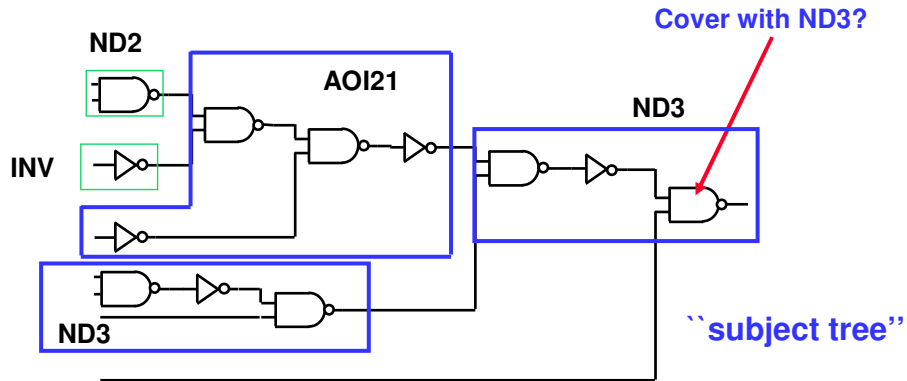 Cover with ND3?
ND2
AOI21
ND3
INV
ND3
``subject tree''